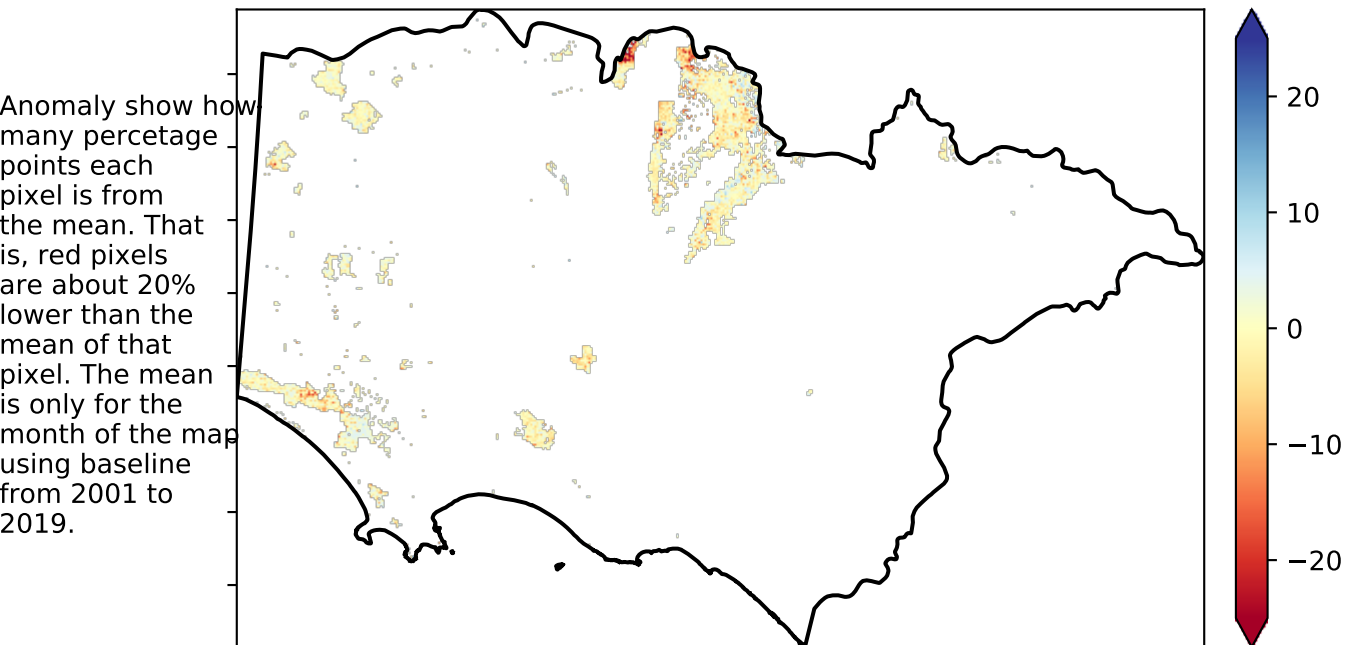 Anomaly show how
many percetage
points each
pixel is from
the mean. That
is, red pixels
are about 20%
lower than the
mean of that
pixel. The mean
is only for the
month of the map
using baseline
from 2001 to
2019.
20
10
0
−10
−20